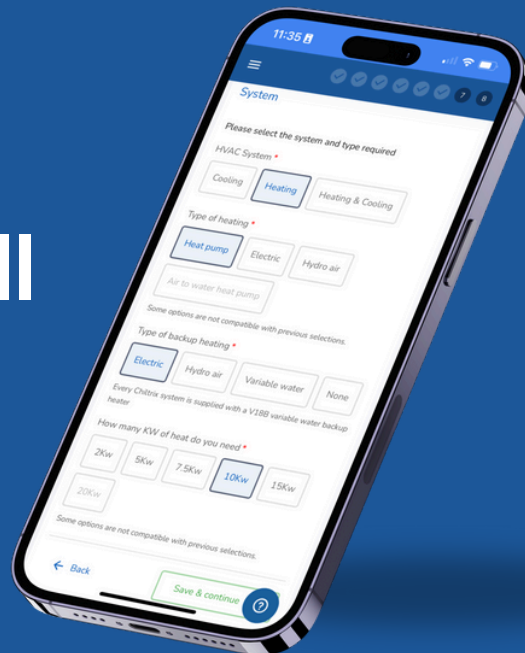 ll
11:35
7 8
System
Please select the system and type required
HVAC System *
Cooling Heating Heating & Cooling
Type of heating *
Heat pump Electric Hydro air
Air to water heat pump
Some options are not compatible with previous selections.
Type of backup heating *
Electric Hydro air Variable water None
Every Chiltrix system is supplied with a V18B variable water backup
heater
How many KW of heat do you need *
2Kw 5Kw 7.5Kw 10Kw 15Kw
20Kw
Some options are not compatible with previous selections.
← Back Save & continue
?